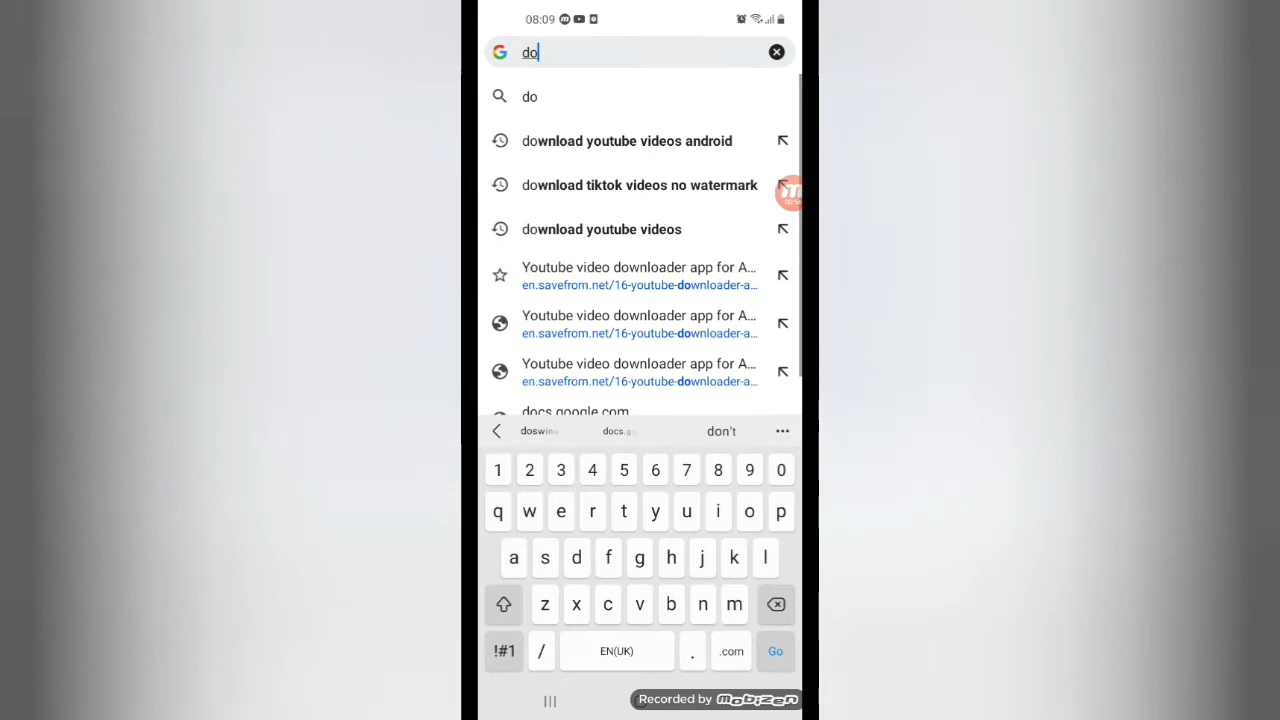 08:09
do
do
download youtube videos android
download tiktok videos no watermark
download youtube videos
Youtube video downloader app for A...
en.savefrom.net/16-youtube-downloader-a...
Youtube video downloader app for A...
en.savefrom.net/16-youtube-downloader-a...
Youtube video downloader app for A...
en.savefrom.net/16-youtube-downloader-a...
docs.google.com
doswin docs.g don't
1 2 3 4 5 6 7 8 9 0
q w e r t y u i o p
a s d f g h j k l
z x c v b n m
!#1 / EN(UK) . .com Go
Recorded by mobizen